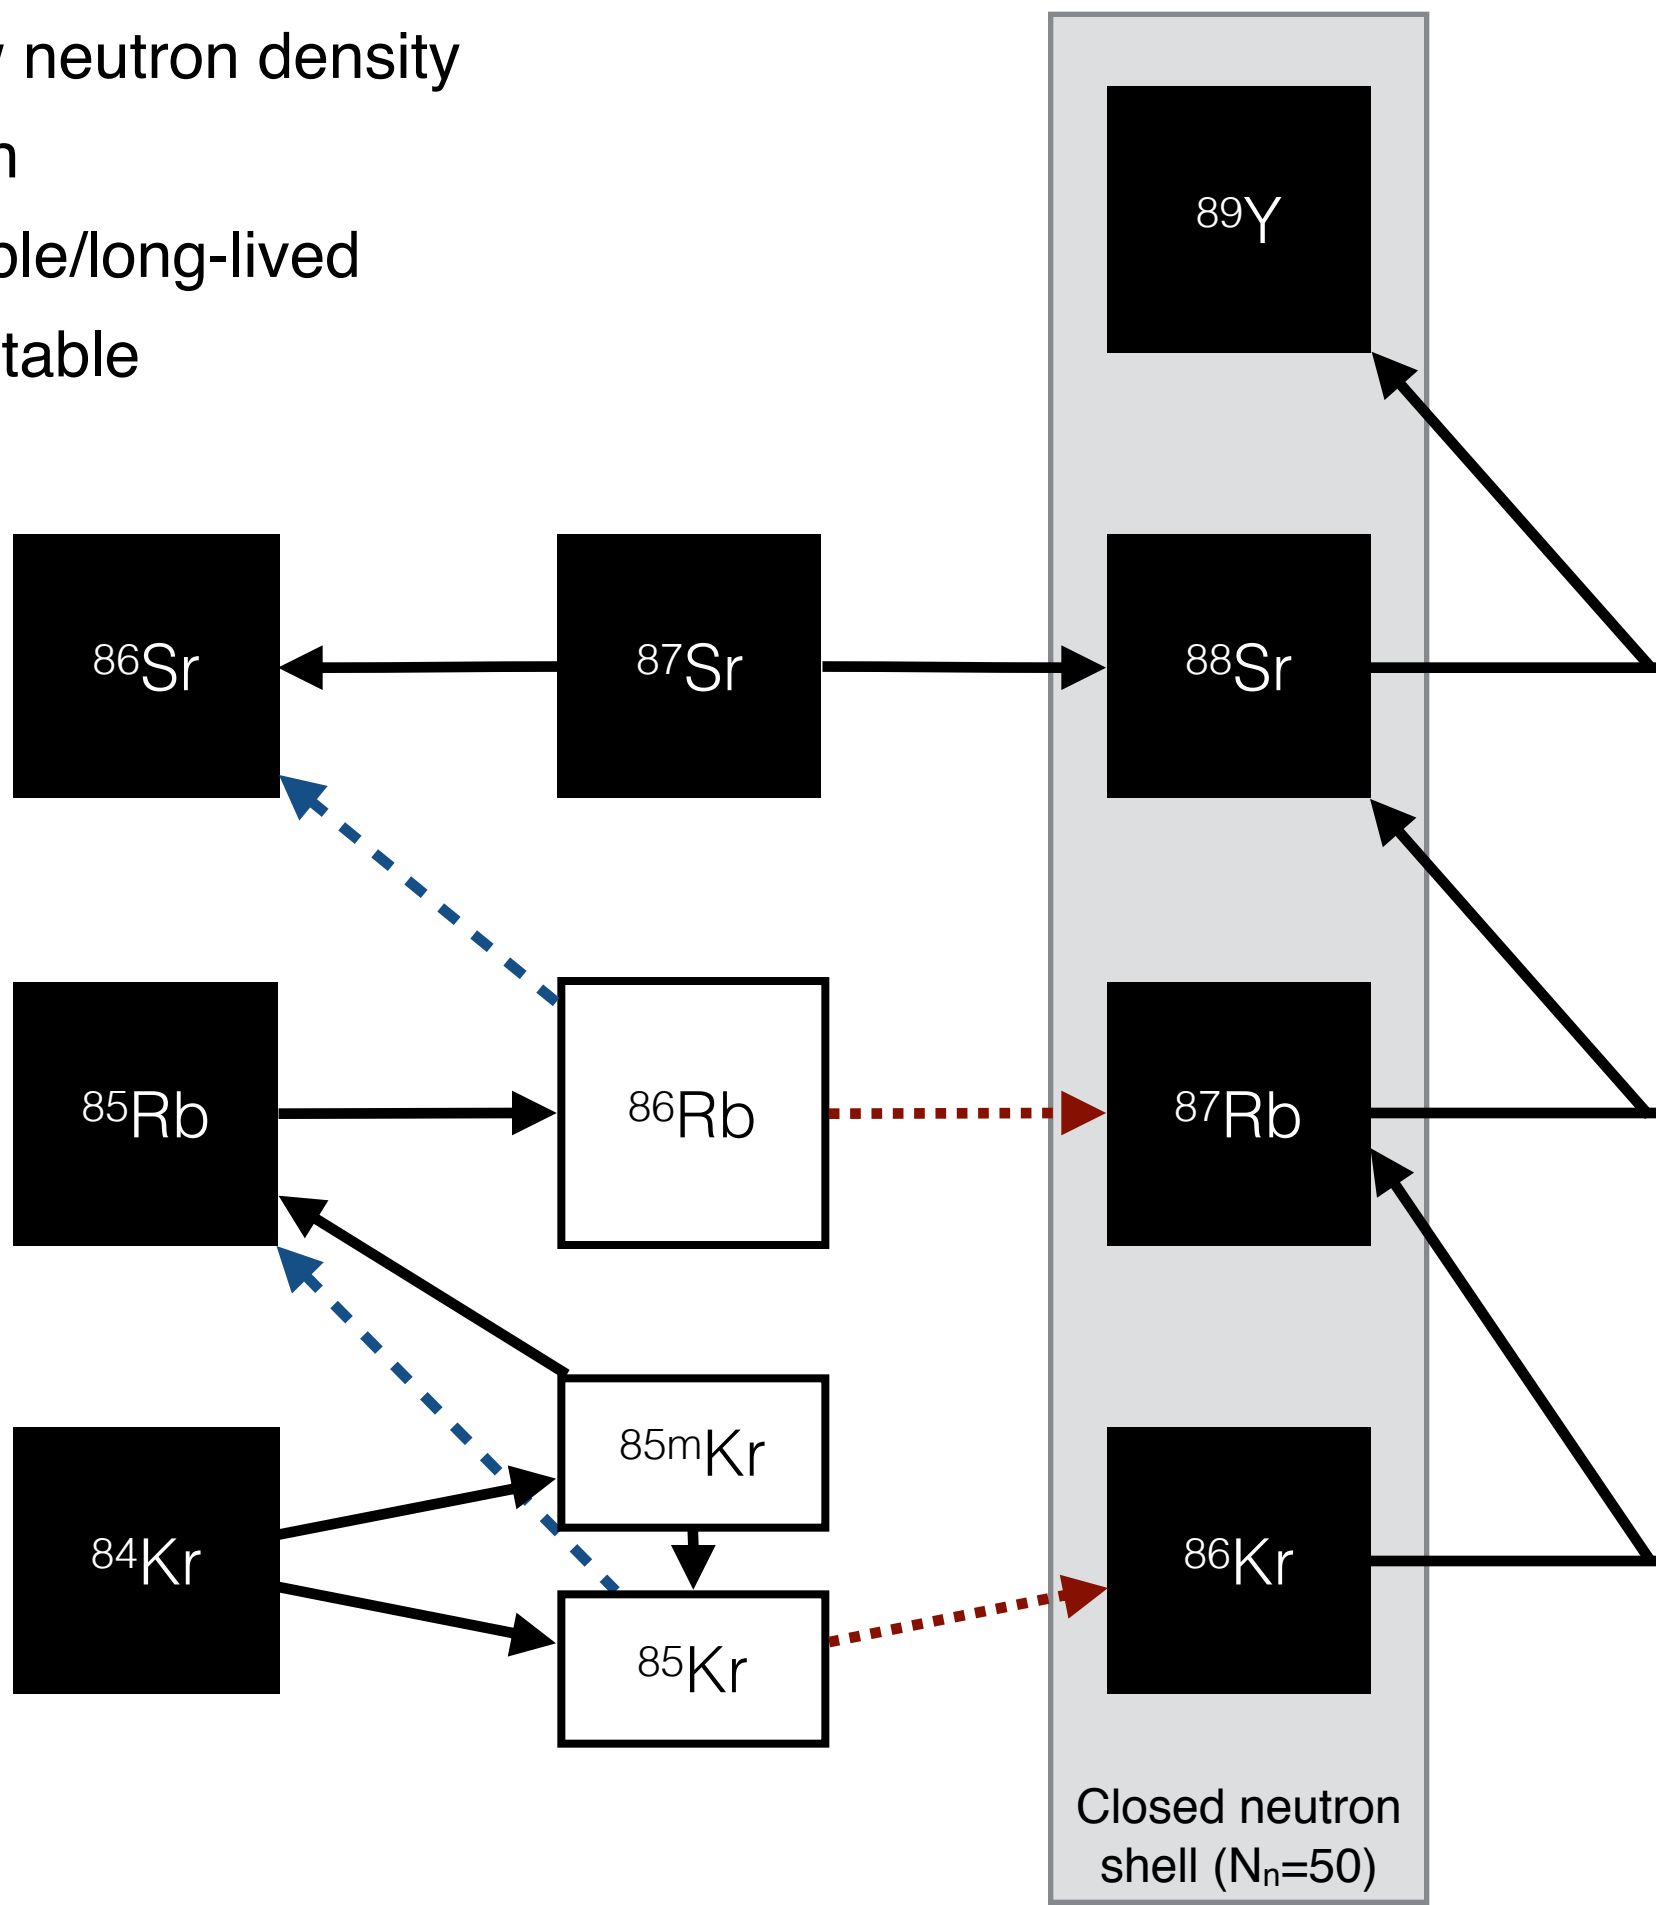 neutron density
ble/long-lived
table
⁸⁹Y
⁸⁶Sr
⁸⁷Sr
⁸⁸Sr
⁸⁵Rb
⁸⁶Rb
⁸⁷Rb
⁸⁵ᵐKr
⁸⁴Kr
⁸⁶Kr
⁸⁵Kr
Closed neutron
shell (Nₙ=50)